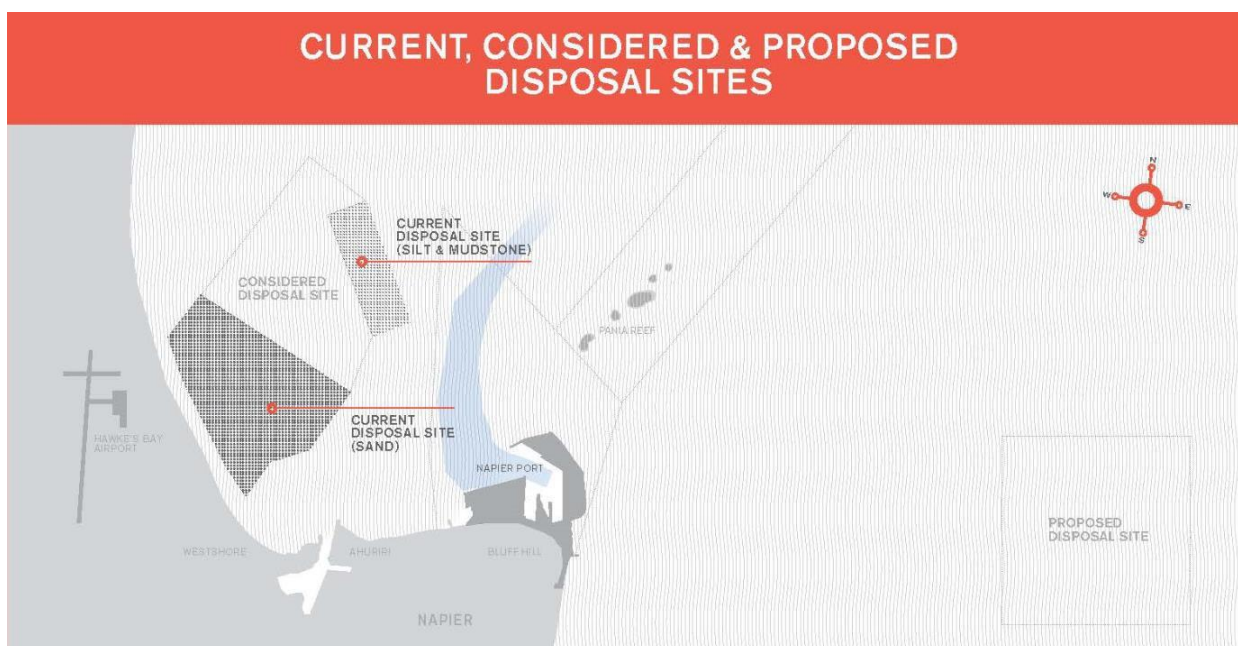 CURRENT, CONSIDERED & PROPOSED
DISPOSAL SITES
N
W
E
S
CURRENT
DISPOSAL SITE
(SILT & MUDSTONE)
CONSIDERED
DISPOSAL SITE
PANIA REEF
CURRENT
DISPOSAL SITE
(SAND)
HAWKE'S BAY
AIRPORT
NAPIER PORT
PROPOSED
DISPOSAL SITE
WESTSHORE
AHURIRI
BLUFF HILL
NAPIER